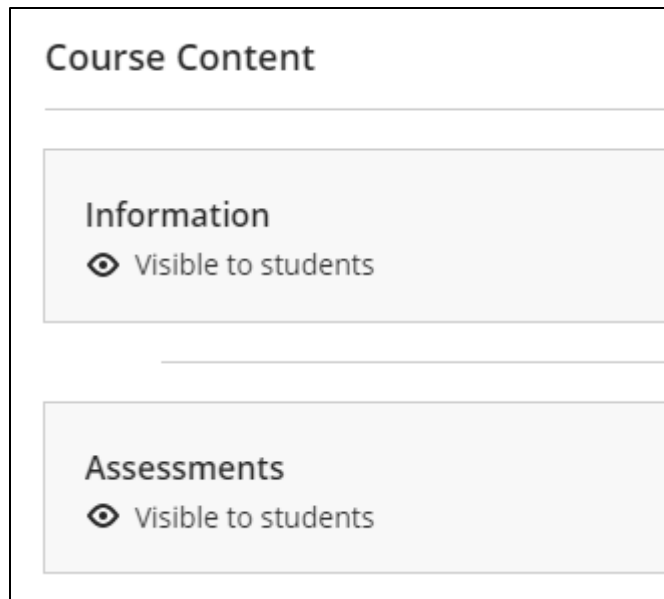 Course Content
Information
Visible to students
Assessments
Visible to students